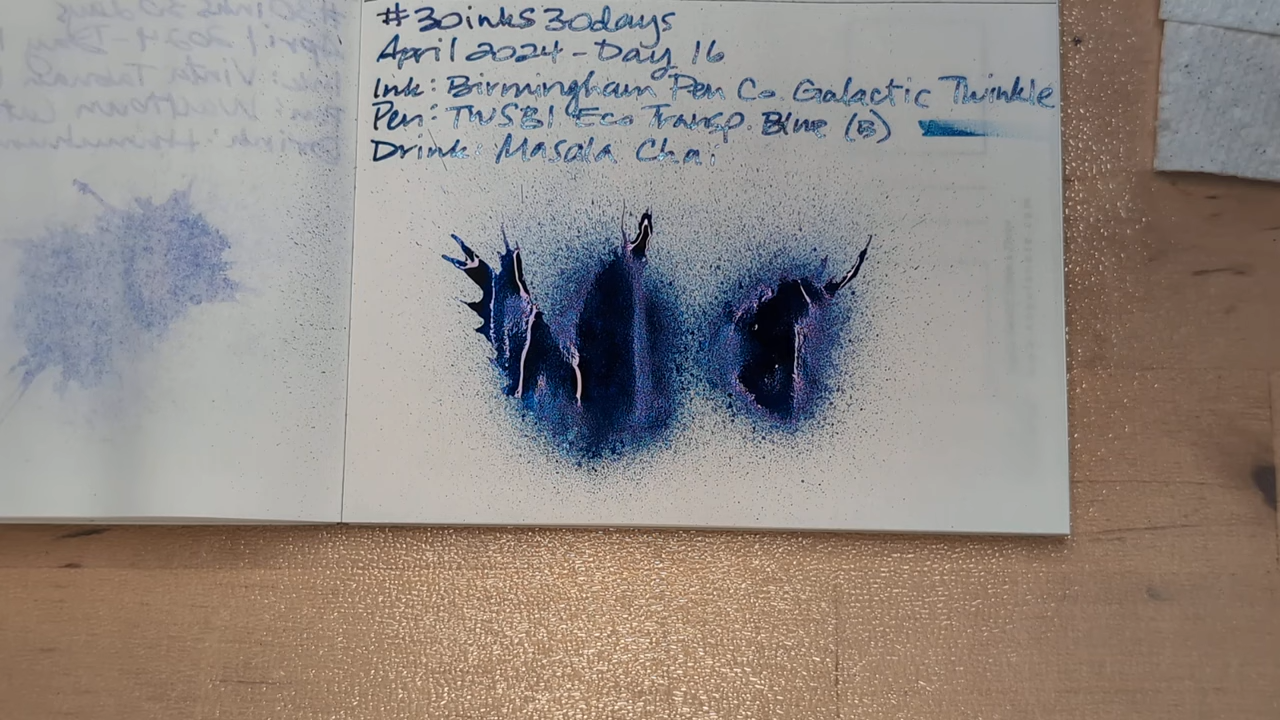 #30inks30days
April 2024 - Day 16
Ink: Birmingham Pen Co. Galactic Twinkle
Pen: TWSBI Eco Transp. Blue (B)
Drink: Masala Chai